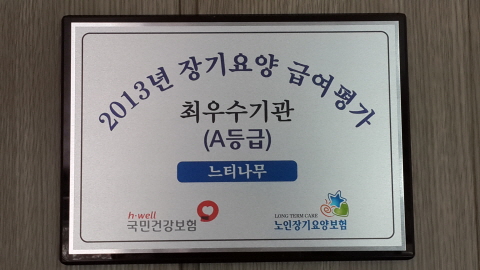 2013년 장기요양 급여평가
최우수기관
(A등급)
느티나무
h-well
국민건강보험
LONG TERM CARE
노인장기요양보험